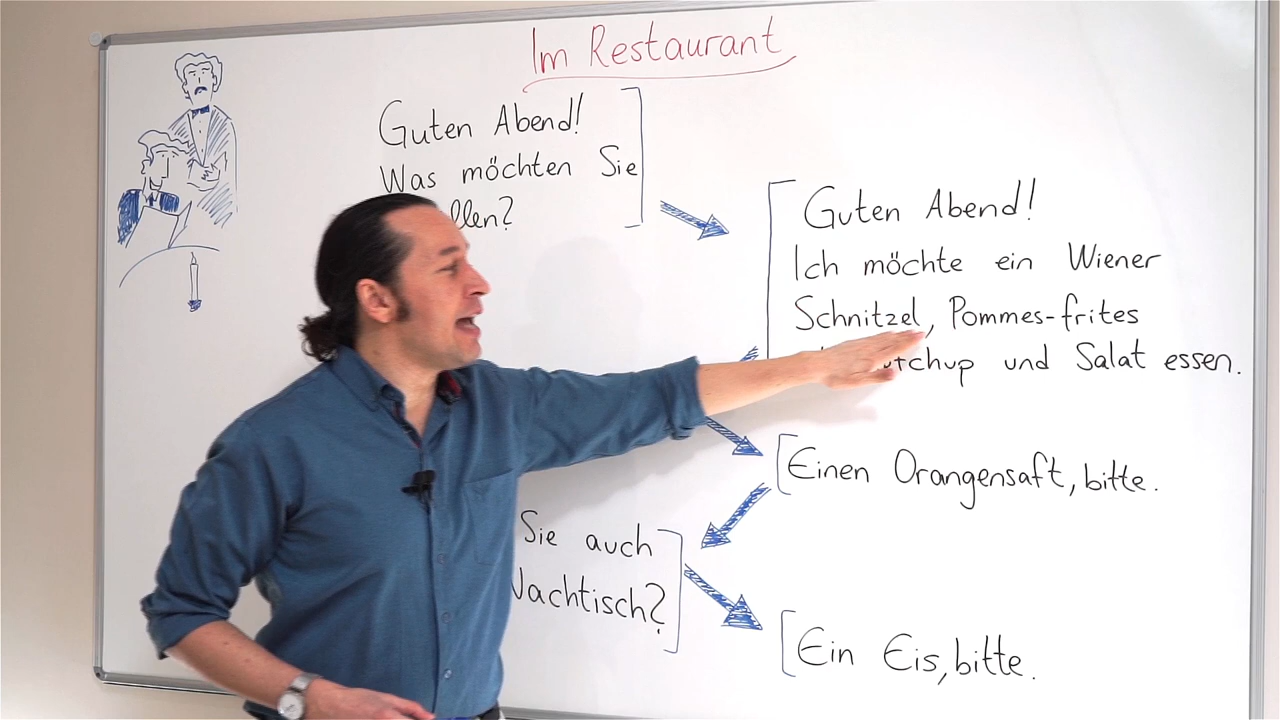 Im Restaurant
Guten Abend!
Was möchten Sie
Guten Abend!
Ich möchte ein Wiener
Schnitzel, Pommes-frites
und Salat essen.
Einen Orangensaft, bitte.
Sie auch
Nachtisch?
Ein Eis, bitte.